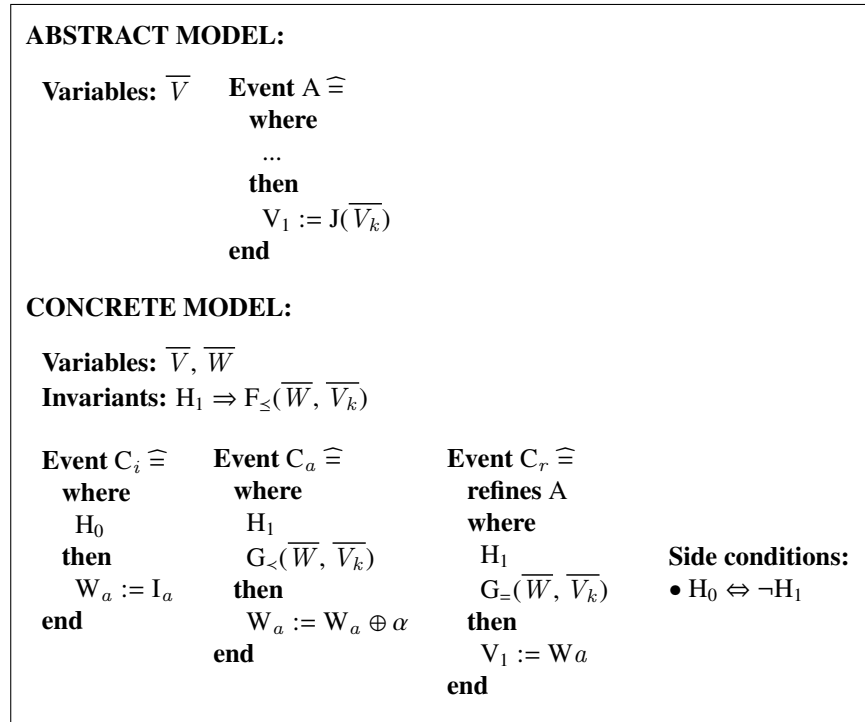 ABSTRACT MODEL:
Variables: V̅
Event A ≙
where
...
then
V₁ := J(V̅ₖ)
end
CONCRETE MODEL:
Variables: V̅, W̅
Invariants: H₁ ⇒ F≼(W̅, V̅ₖ)
Event Cᵢ ≙
where
H₀
then
Wₐ := Iₐ
end
Event Cₐ ≙
where
H₁
G≺(W̅, V̅ₖ)
then
Wₐ := Wₐ ⊕ α
end
Event Cᵣ ≙
refines A
where
H₁
G₌(W̅, V̅ₖ)
then
V₁ := Wa
end
Side conditions:
• H₀ ⇔ ¬H₁